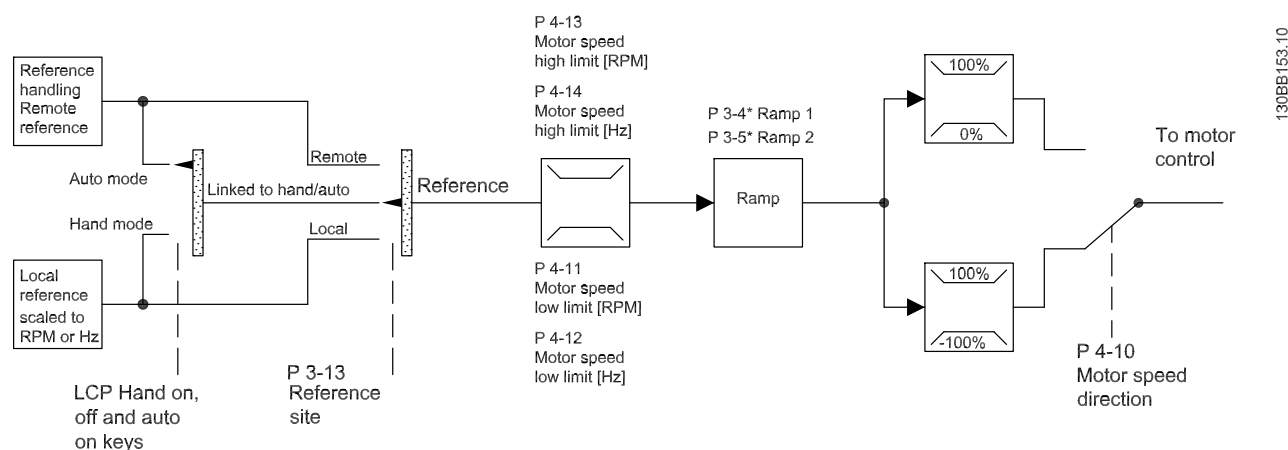 Reference
handling
Remote
reference
Auto mode
Hand mode
Local
reference
scaled to
RPM or Hz
LCP Hand on,
off and auto
on keys
Remote
Linked to hand/auto
Local
P 3-13
Reference
site
Reference
P 4-13
Motor speed
high limit [RPM]
P 4-14
Motor speed
high limit [Hz]
P 4-11
Motor speed
low limit [RPM]
P 4-12
Motor speed
low limit [Hz]
P 3-4* Ramp 1
P 3-5* Ramp 2
Ramp
100%
0%
100%
-100%
To motor
control
P 4-10
Motor speed
direction
130BB153.10